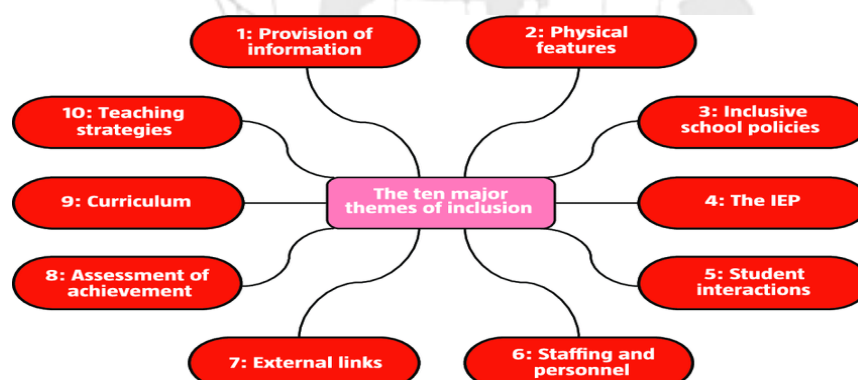 1: Provision of
information
2: Physical
features
10: Teaching
strategies
3: Inclusive
school policies
The ten major
themes of inclusion
9: Curriculum
4: The IEP
8: Assessment of
achievement
5: Student
interactions
7: External links
6: Staffing and
personnel